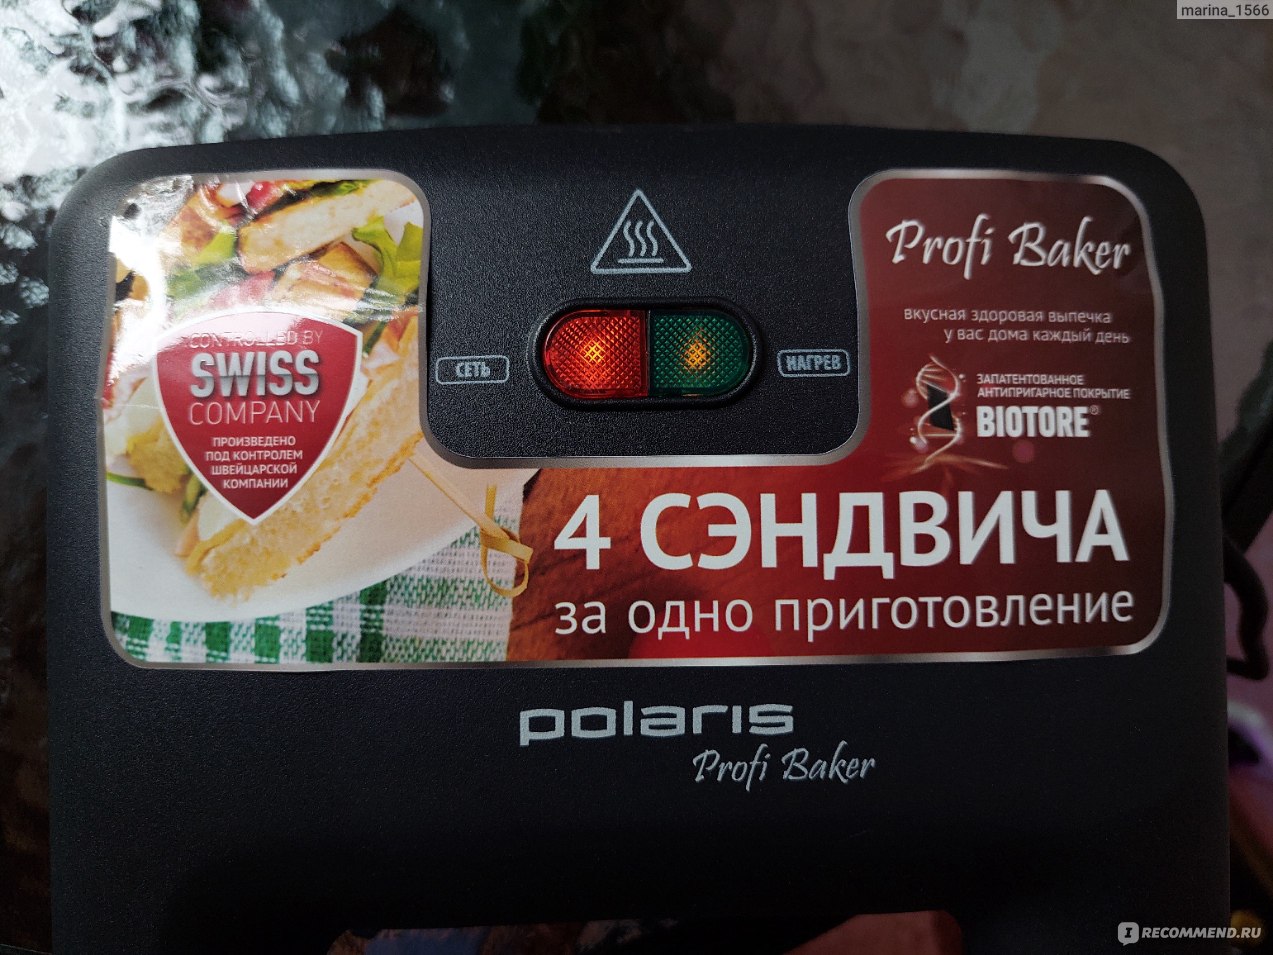 marina_1566
CONTROLLED BY
SWISS
COMPANY
ПРОИЗВЕДЕНО
ПОД КОНТРОЛЕМ
ШВЕЙЦАРСКОЙ
КОМПАНИИ
СЕТЬ
НАГРЕВ
Profi Baker
вкусная здоровая выпечка
у вас дома каждый день
ЗАПАТЕНТОВАННОЕ
АНТИПРИГАРНОЕ ПОКРЫТИЕ
BIOTORE®
4 СЭНДВИЧА
за одно приготовление
polaris
Profi Baker
IRECOMMEND.RU